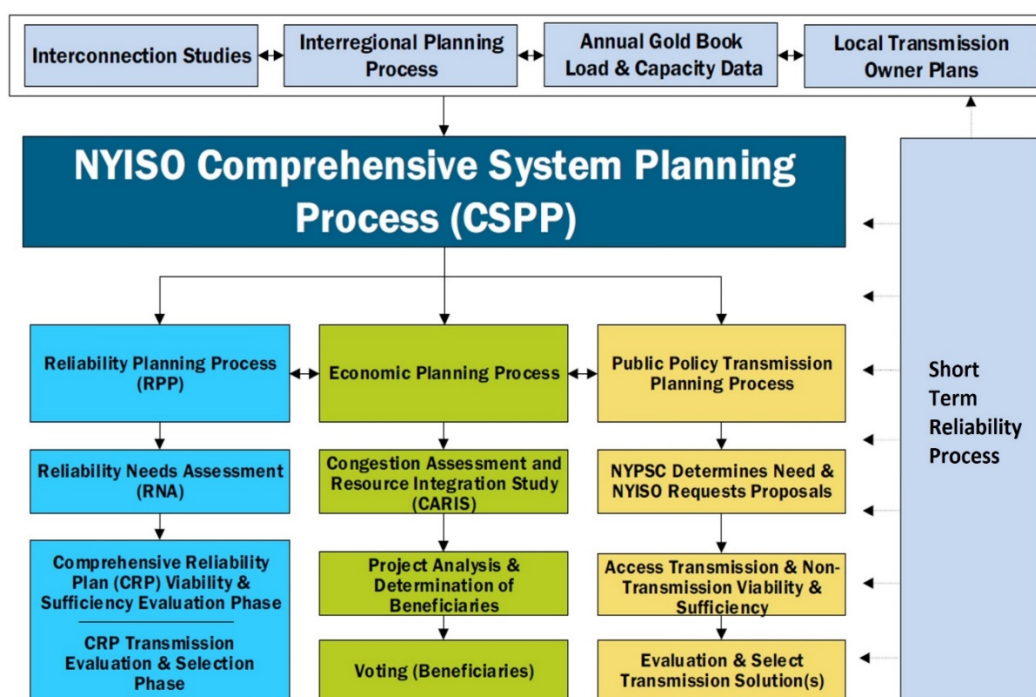 Interconnection Studies
Interregional Planning
Process
Annual Gold Book
Load & Capacity Data
Local Transmission
Owner Plans
NYISO Comprehensive System Planning
Process (CSPP)
Reliability Planning Process
(RPP)
Economic Planning Process
Public Policy Transmission
Planning Process
Short
Term
Reliability
Process
Reliability Needs Assessment
(RNA)
Congestion Assessment and
Resource Integration Study
(CARIS)
NYPSC Determines Need &
NYISO Requests Proposals
Comprehensive Reliability
Plan (CRP) Viability &
Sufficiency Evaluation Phase
CRP Transmission
Evaluation & Selection
Phase
Project Analysis &
Determination of
Beneficiaries
Access Transmission & Non-
Transmission Viability &
Sufficiency
Voting (Beneficiaries)
Evaluation & Select
Transmission Solution(s)